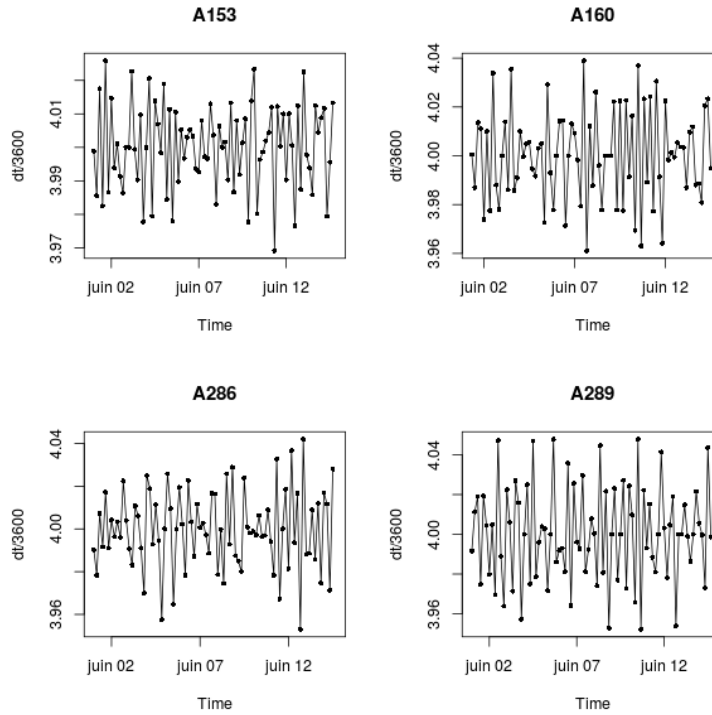 A153
dt/3600
3.97 3.99 4.01
juin 02 juin 07 juin 12
Time
A160
dt/3600
3.96 3.98 4.00 4.02 4.04
juin 02 juin 07 juin 12
Time
A286
dt/3600
3.96 4.00 4.04
juin 02 juin 07 juin 12
Time
A289
dt/3600
3.96 4.00 4.04
juin 02 juin 07 juin 12
Time